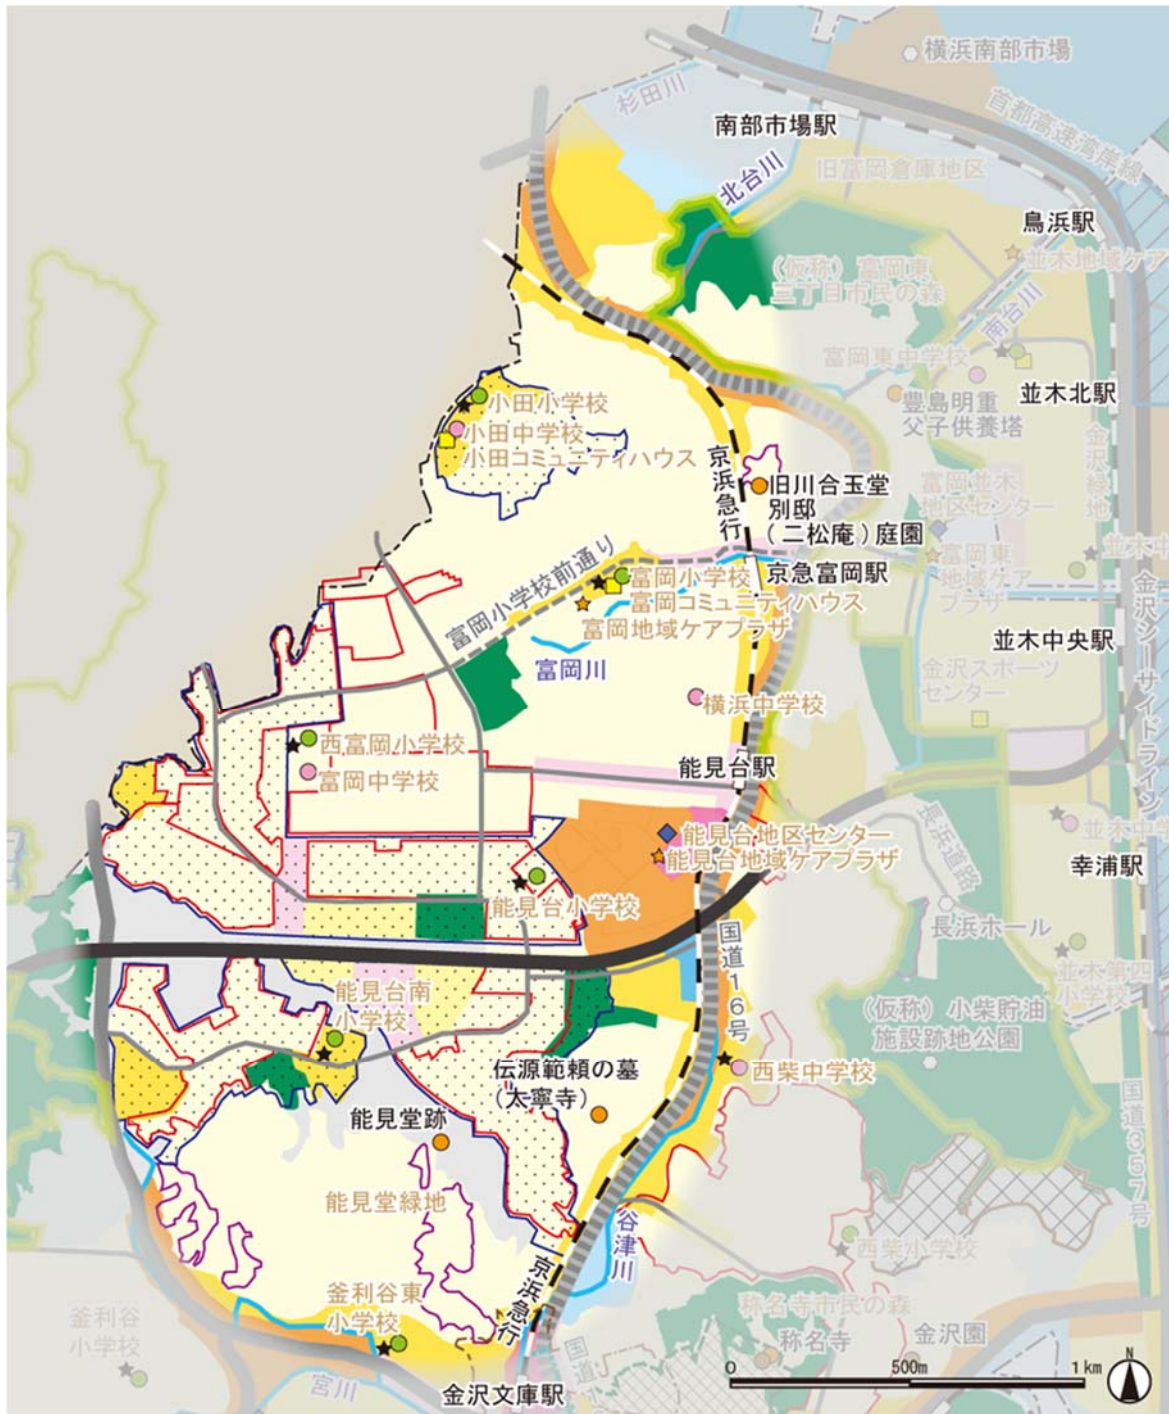 横浜南部市場
杉田川
首都高速湾岸線
南部市場駅
旧富岡倉庫地区
北台川
鳥浜駅
並木地域ケア
(仮称)富岡東
三丁目市民の森
南台川
富岡東中学校
並木北駅
豊島明重
父子供養塔
小田小学校
小田中学校
小田コミュニティハウス
京浜急行
金沢緑地
旧川合玉堂
別邸
(二松庵)庭園
富岡並木
地区センター
並木中
富岡小学校前通り
富岡小学校
富岡コミュニティハウス
富岡地域ケアプラザ
京急富岡駅
富岡東
地域ケア
プラザ
金沢シーサイドライン
並木中央駅
富岡川
金沢スポーツ
センター
横浜中学校
西富岡小学校
富岡中学校
能見台駅
能見台地区センター
能見台地域ケアプラザ
並木中学
長浜道路
幸浦駅
能見台小学校
長浜ホール
国道16号
並木第四
小学校
能見台南
小学校
(仮称)小柴貯油
施設跡地公園
伝源範頼の墓
(太寧寺)
西柴中学校
能見堂跡
国道357号
能見堂緑地
谷津川
西柴小学校
京浜急行
釜利谷東
小学校
釜利谷
小学校
称名寺市民の森
称名寺
金沢園
国道1
宮川
金沢文庫駅
0 500m 1km
N